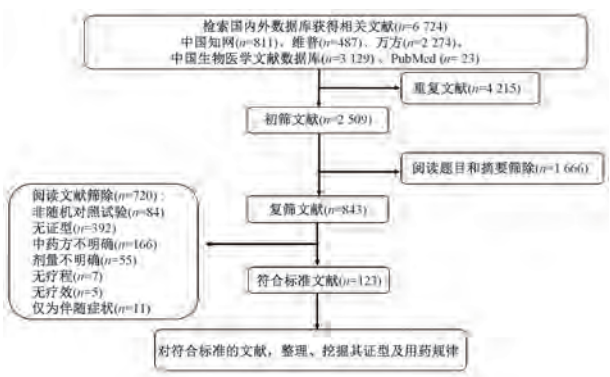 检索国内外数据库获得相关文献(n=6 724)
中国知网(n=811)、维普(n=487)、万方(n=2 274)、
中国生物医学文献数据库(n=3 129)、PubMed (n= 23)
重复文献(n=4 215)
初筛文献(n=2 509)
阅读题目和摘要筛除(n=1 666)
复筛文献(n=843)
阅读文献筛除(n=720):
非随机对照试验(n=84)
无证型(n=392)
中药方不明确(n=166)
剂量不明确(n=55)
无疗程(n=7)
无疗效(n=5)
仅为伴随症状(n=11)
符合标准文献(n=123)
对符合标准的文献，整理、挖掘其证型及用药规律